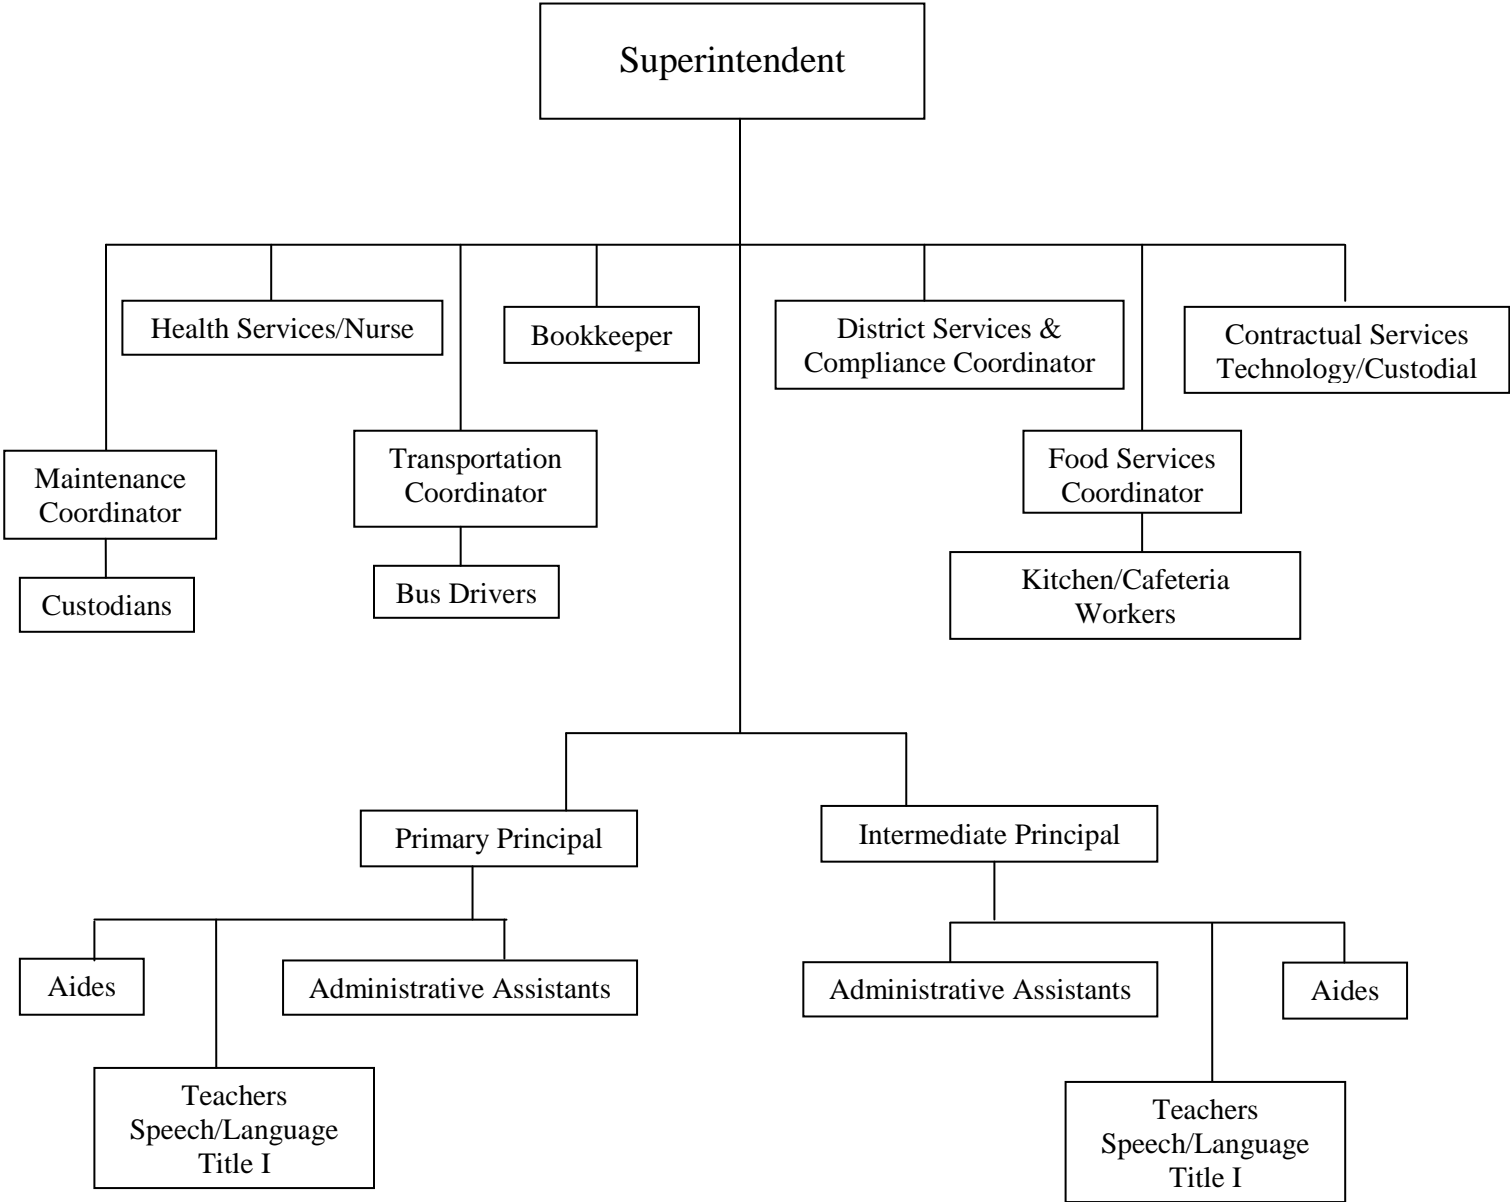 Superintendent
Health Services/Nurse
Bookkeeper
District Services &
Compliance Coordinator
Contractual Services
Technology/Custodial
Maintenance
Coordinator
Transportation
Coordinator
Food Services
Coordinator
Custodians
Bus Drivers
Kitchen/Cafeteria
Workers
Primary Principal
Intermediate Principal
Aides
Administrative Assistants
Administrative Assistants
Aides
Teachers
Speech/Language
Title I
Teachers
Speech/Language
Title I